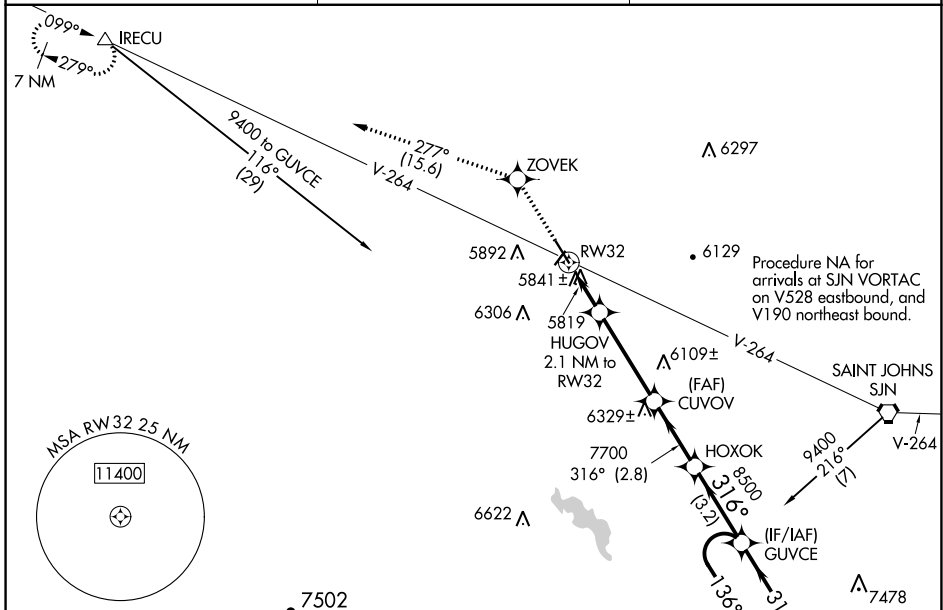 099°
IRECU
279°
7 NM
9400 to GUVCE
116°
(29)
V-264
277°
(15.6)
ZOVEK
6297
5892
RW32
5841±
6129
Procedure NA for
arrivals at SJN VORTAC
on V528 eastbound, and
V190 northeast bound.
6306
5819
HUGOV
2.1 NM to
RW32
V-264
6109±
SAINT JOHNS
SJN
(FAF)
CUVOV
6329±
V-264
MSA RW32 25 NM
11400
7700
316° (2.8)
HOXOK
9400
216°
(7)
8500
316°
(3.2)
6622
(IF/IAF)
GUVCE
136°
31
7478
7502